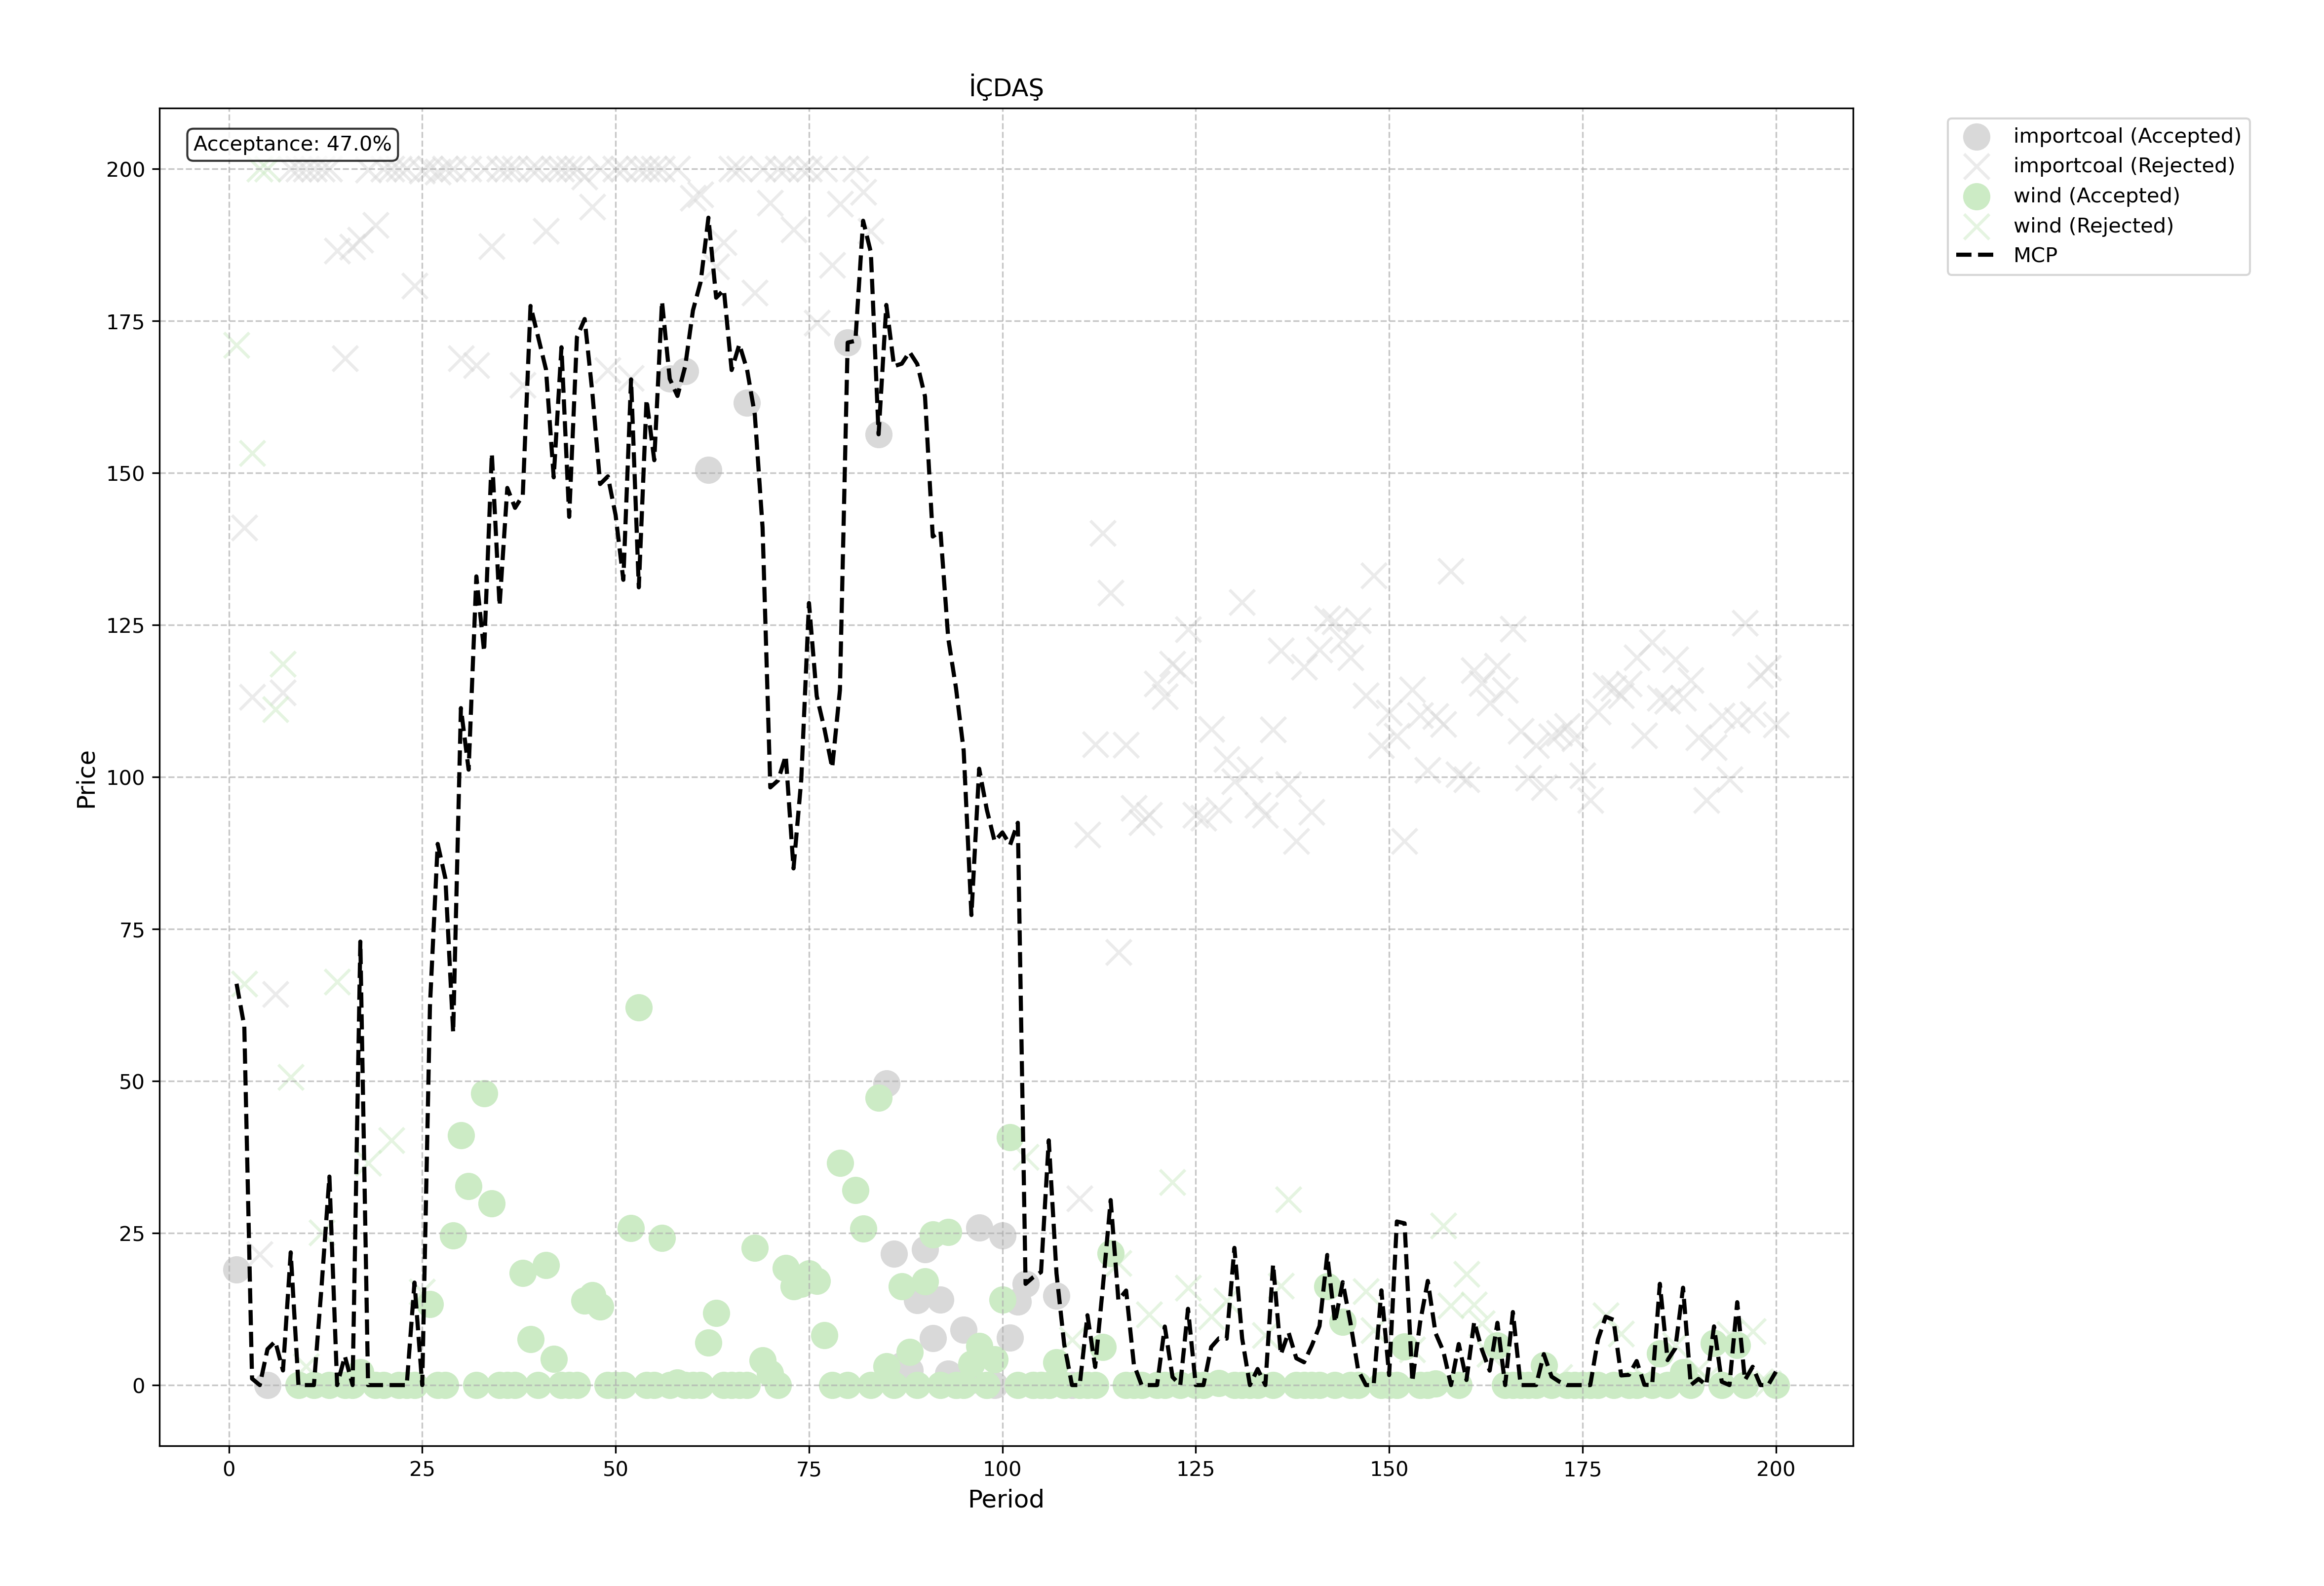 İÇDAŞ
Acceptance: 47.0%
importcoal (Accepted)
importcoal (Rejected)
wind (Accepted)
wind (Rejected)
MCP
Price
200
175
150
125
100
75
50
25
0
0 25 50 75 100 125 150 175 200
Period